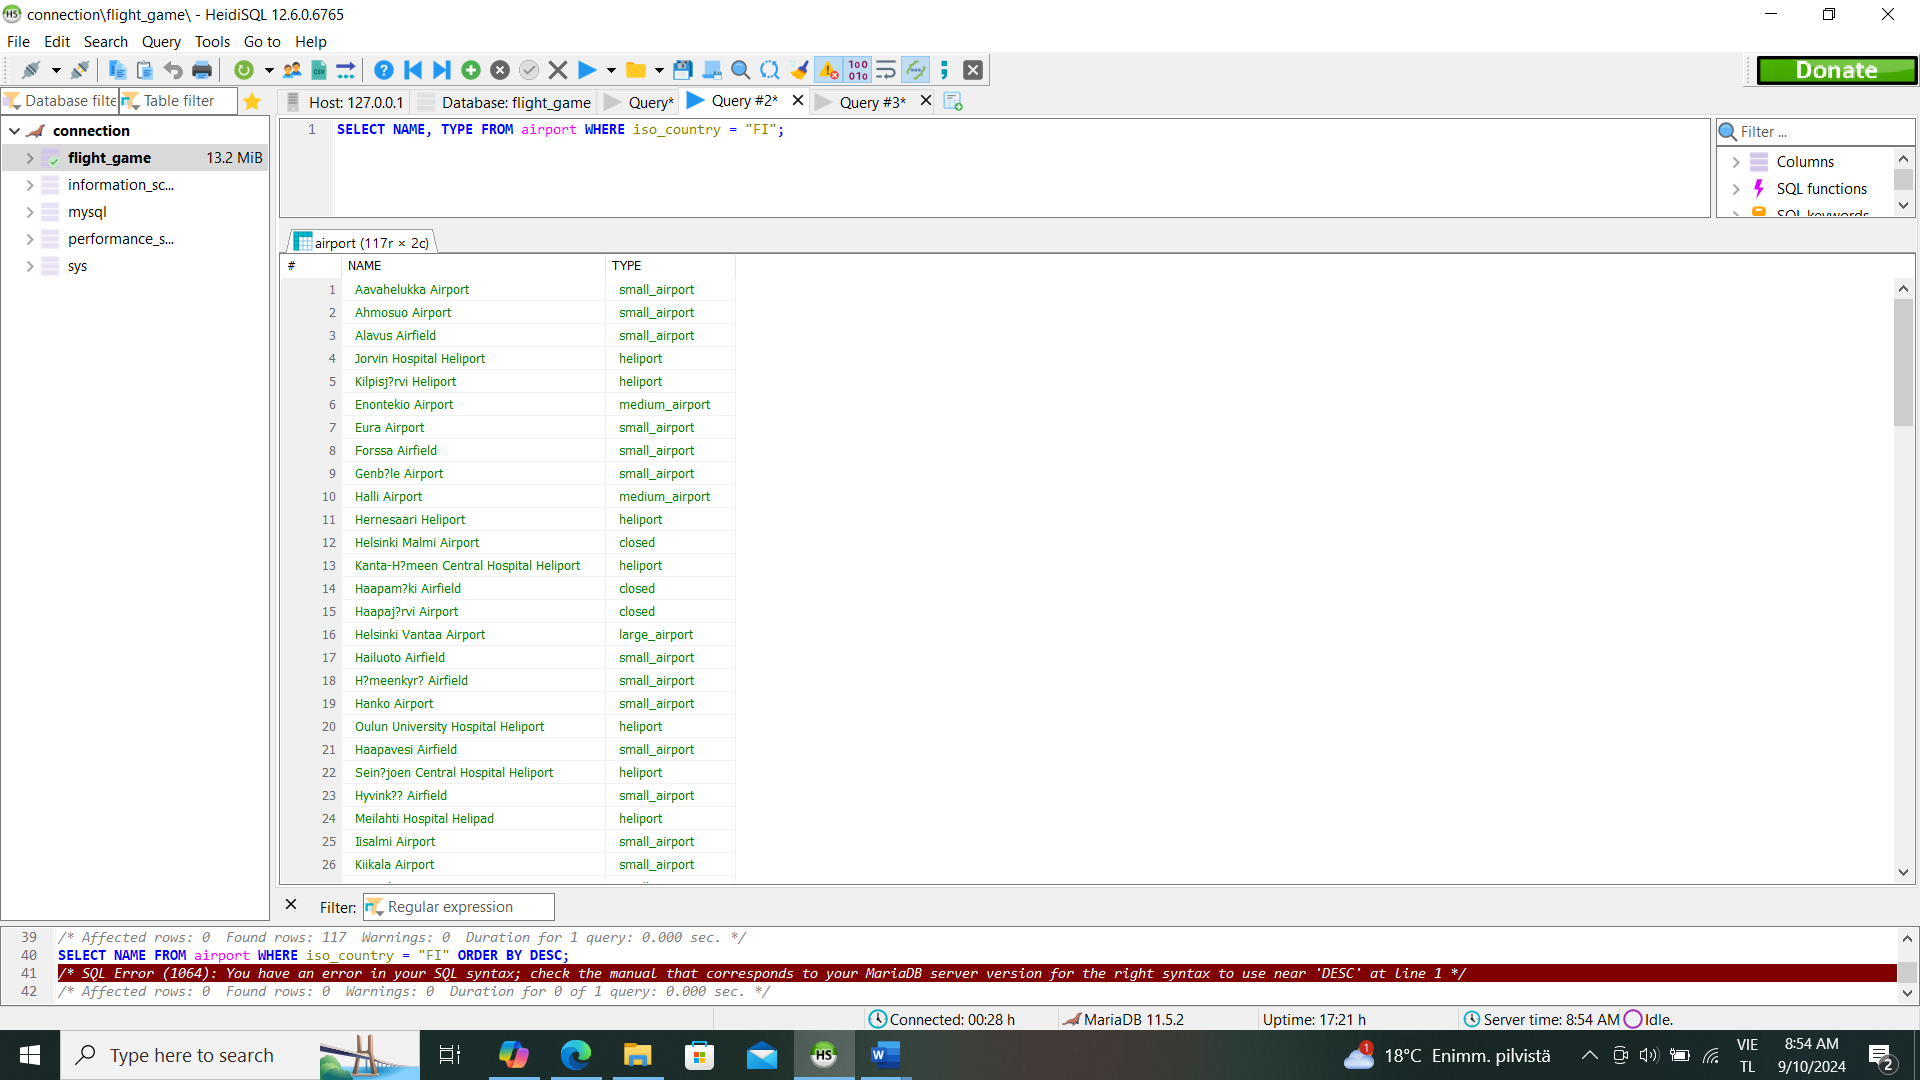 connection\flight_game\ - HeidiSQL 12.6.0.6765
File Edit Search Query Tools Go to Help
Donate
Database filte Table filter
Host: 127.0.0.1 Database: flight_game Query* Query #2* Query #3*
connection
flight_game 13.2 MiB
information_sc...
mysql
performance_s...
sys
1 SELECT NAME, TYPE FROM airport WHERE iso_country = "FI";
Filter ...
Columns
SQL functions
SQL keywords
airport (117r × 2c)
# NAME TYPE
1 Aavahelukka Airport small_airport
2 Ahmosuo Airport small_airport
3 Alavus Airfield small_airport
4 Jorvin Hospital Heliport heliport
5 Kilpisj?rvi Heliport heliport
6 Enontekio Airport medium_airport
7 Eura Airport small_airport
8 Forssa Airfield small_airport
9 Genb?le Airport small_airport
10 Halli Airport medium_airport
11 Hernesaari Heliport heliport
12 Helsinki Malmi Airport closed
13 Kanta-H?meen Central Hospital Heliport heliport
14 Haapam?ki Airfield closed
15 Haapaj?rvi Airport closed
16 Helsinki Vantaa Airport large_airport
17 Hailuoto Airfield small_airport
18 H?meenkyr? Airfield small_airport
19 Hanko Airport small_airport
20 Oulun University Hospital Heliport heliport
21 Haapavesi Airfield small_airport
22 Sein?joen Central Hospital Heliport heliport
23 Hyvink?? Airfield small_airport
24 Meilahti Hospital Helipad heliport
25 Iisalmi Airport small_airport
26 Kiikala Airport small_airport
Filter: Regular expression
39 /* Affected rows: 0 Found rows: 117 Warnings: 0 Duration for 1 query: 0.000 sec. */
40 SELECT NAME FROM airport WHERE iso_country = "FI" ORDER BY DESC;
41 /* SQL Error (1064): You have an error in your SQL syntax; check the manual that corresponds to your MariaDB server version for the right syntax to use near 'DESC' at line 1 */
42 /* Affected rows: 0 Found rows: 0 Warnings: 0 Duration for 0 of 1 query: 0.000 sec. */
Connected: 00:28 h MariaDB 11.5.2 Uptime: 17:21 h Server time: 8:54 AM Idle.
Type here to search
HS
1
18°C Enimm. pilvistä
VIE
TL
8:54 AM
9/10/2024
2